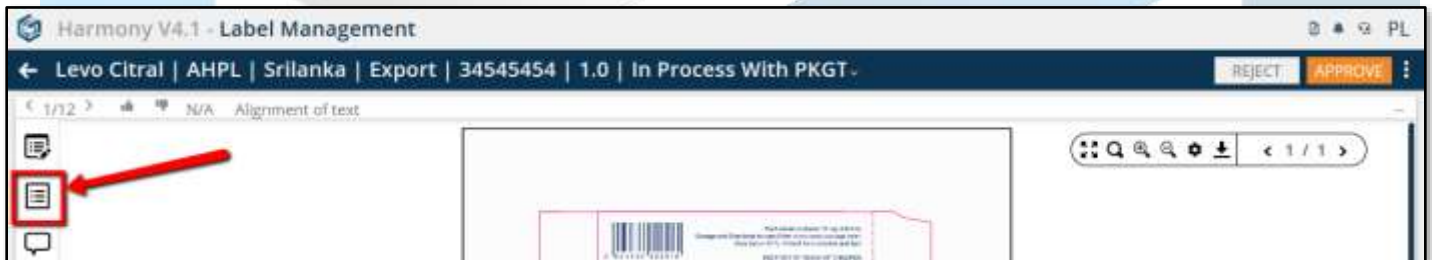 Harmony V4.1 - Label Management
PL
Levo Citral | AHPL | Srilanka | Export | 34545454 | 1.0 | In Process With PKGT
REJECT
APPROVE
1/12
N/A
Alignment of text
1 / 1